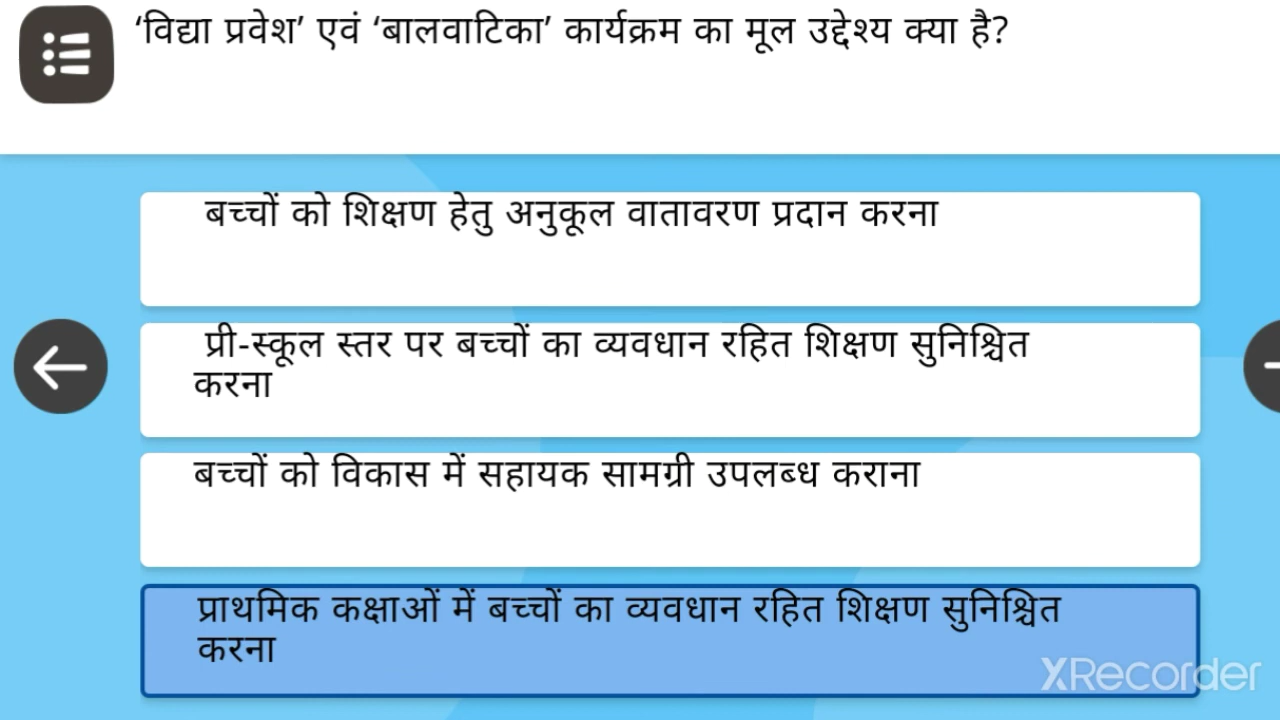 ‘विद्या प्रवेश’ एवं ‘बालवाटिका’ कार्यक्रम का मूल उद्देश्य क्या है?
बच्चों को शिक्षण हेतु अनुकूल वातावरण प्रदान करना
प्री-स्कूल स्तर पर बच्चों का व्यवधान रहित शिक्षण सुनिश्चित
करना
बच्चों को विकास में सहायक सामग्री उपलब्ध कराना
प्राथमिक कक्षाओं में बच्चों का व्यवधान रहित शिक्षण सुनिश्चित
करना
XRecorder